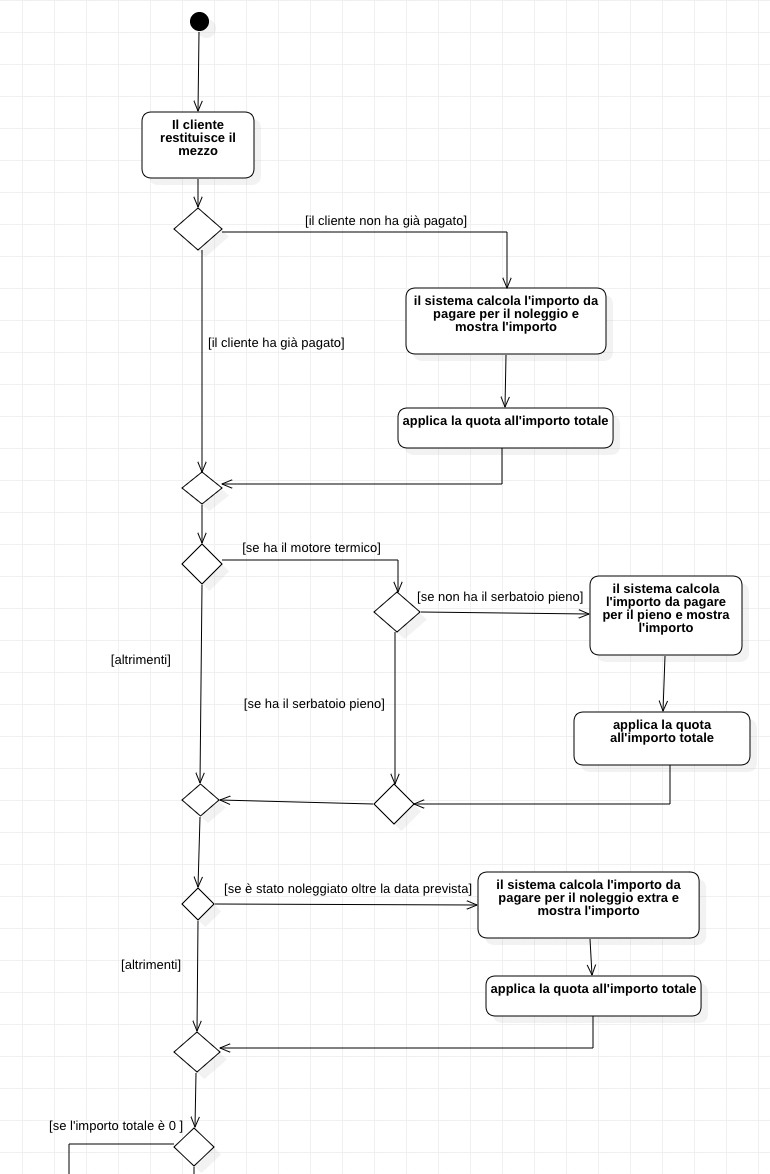 Il cliente
restituisce il
mezzo
[il cliente non ha già pagato]
il sistema calcola l'importo da
pagare per il noleggio e
mostra l'importo
[il cliente ha già pagato]
applica la quota all'importo totale
[se ha il motore termico]
[se non ha il serbatoio pieno]
il sistema calcola
l'importo da pagare
per il pieno e mostra
l'importo
[altrimenti]
[se ha il serbatoio pieno]
applica la quota
all'importo totale
[se è stato noleggiato oltre la data prevista]
il sistema calcola l'importo da
pagare per il noleggio extra e
mostra l'importo
[altrimenti]
applica la quota all'importo totale
[se l'importo totale è 0 ]